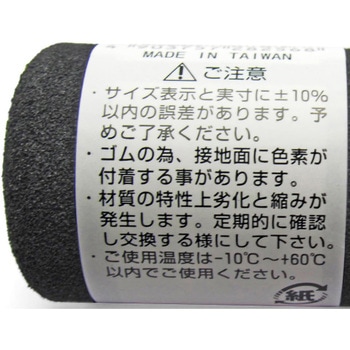 MADE IN TAIWAN
⚠ご注意
・サイズ表示と実寸に±10%
以内の誤差があります。予
めご了承ください。
・ゴムの為、接地面に色素が
付着する事があります。
・材質の特性上劣化と縮みが
発生します。定期的に確認
し交換する様にして下さい。
・ご使用温度は-10℃～+60℃
以内でご使用ください。
紙